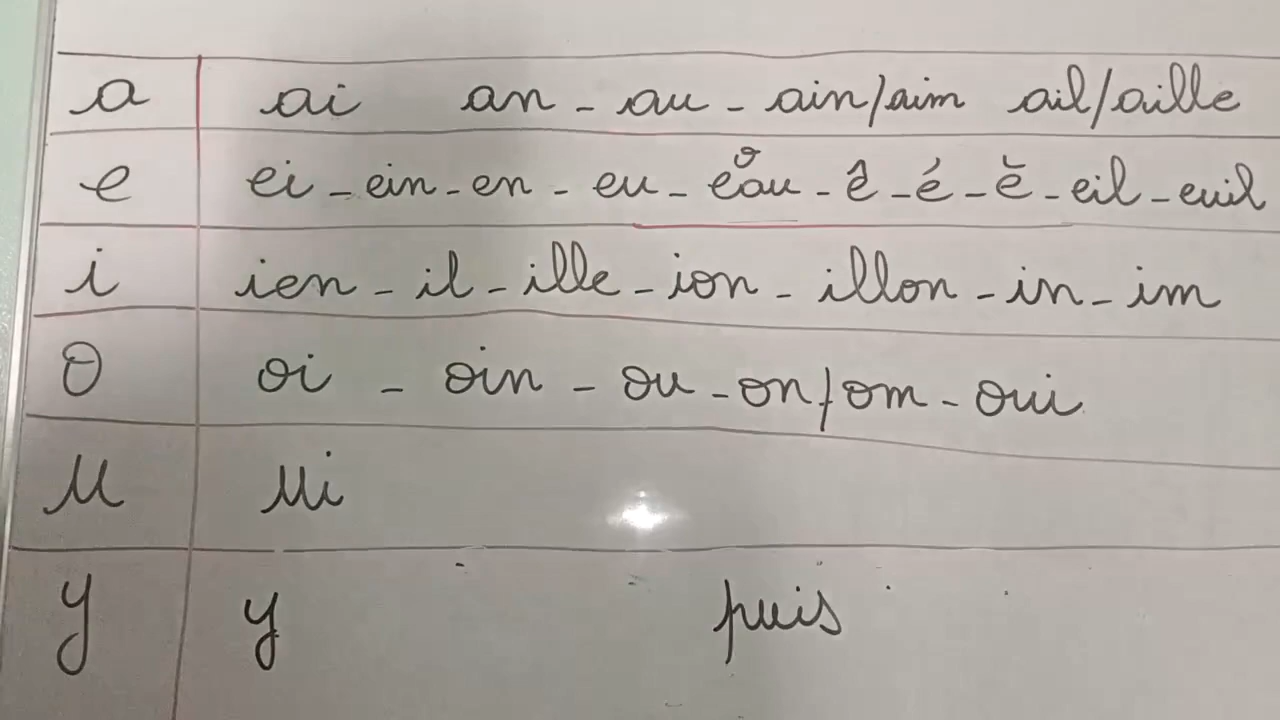 a ai an - au - ain/aim ail/aille
e ei - ein - en - eu - eau - ê - é - ě - eil - euil
i ien - il - ille - ion - illon - in - im
o oi - oin - ou - on/om - oui
u ui
y y puis